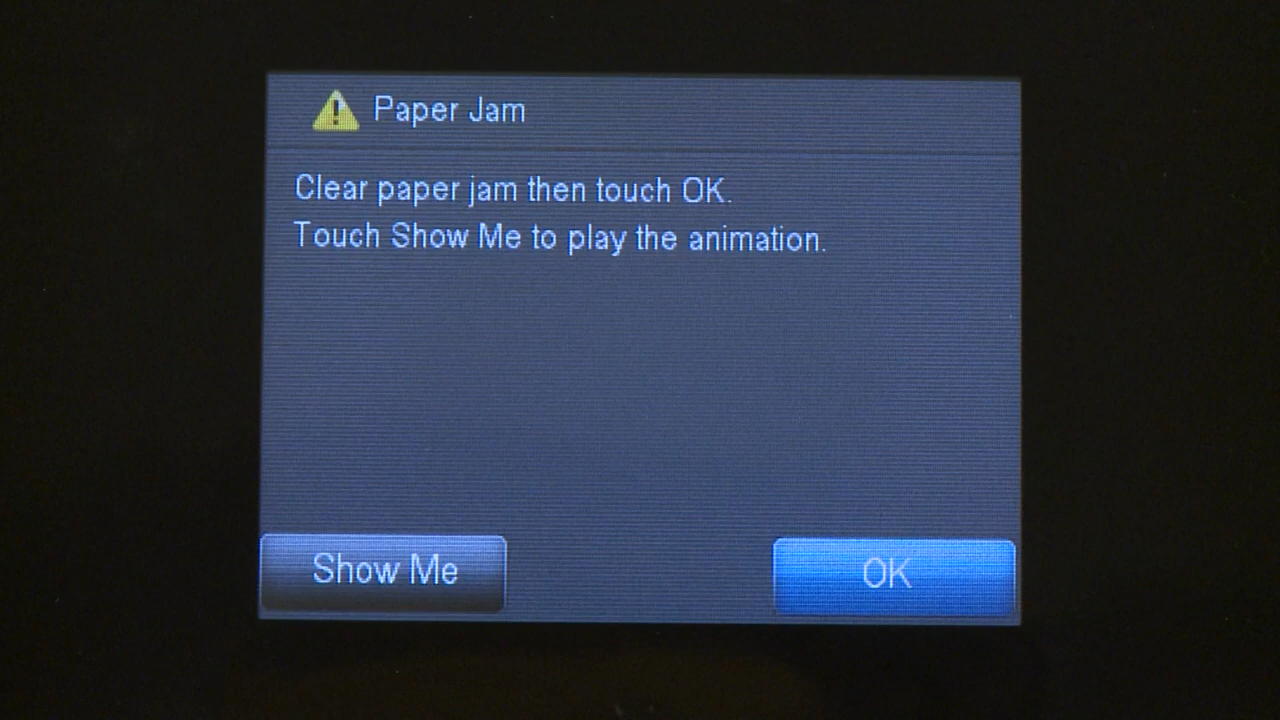 Paper Jam
Clear paper jam then touch OK.
Touch Show Me to play the animation.
Show Me
OK